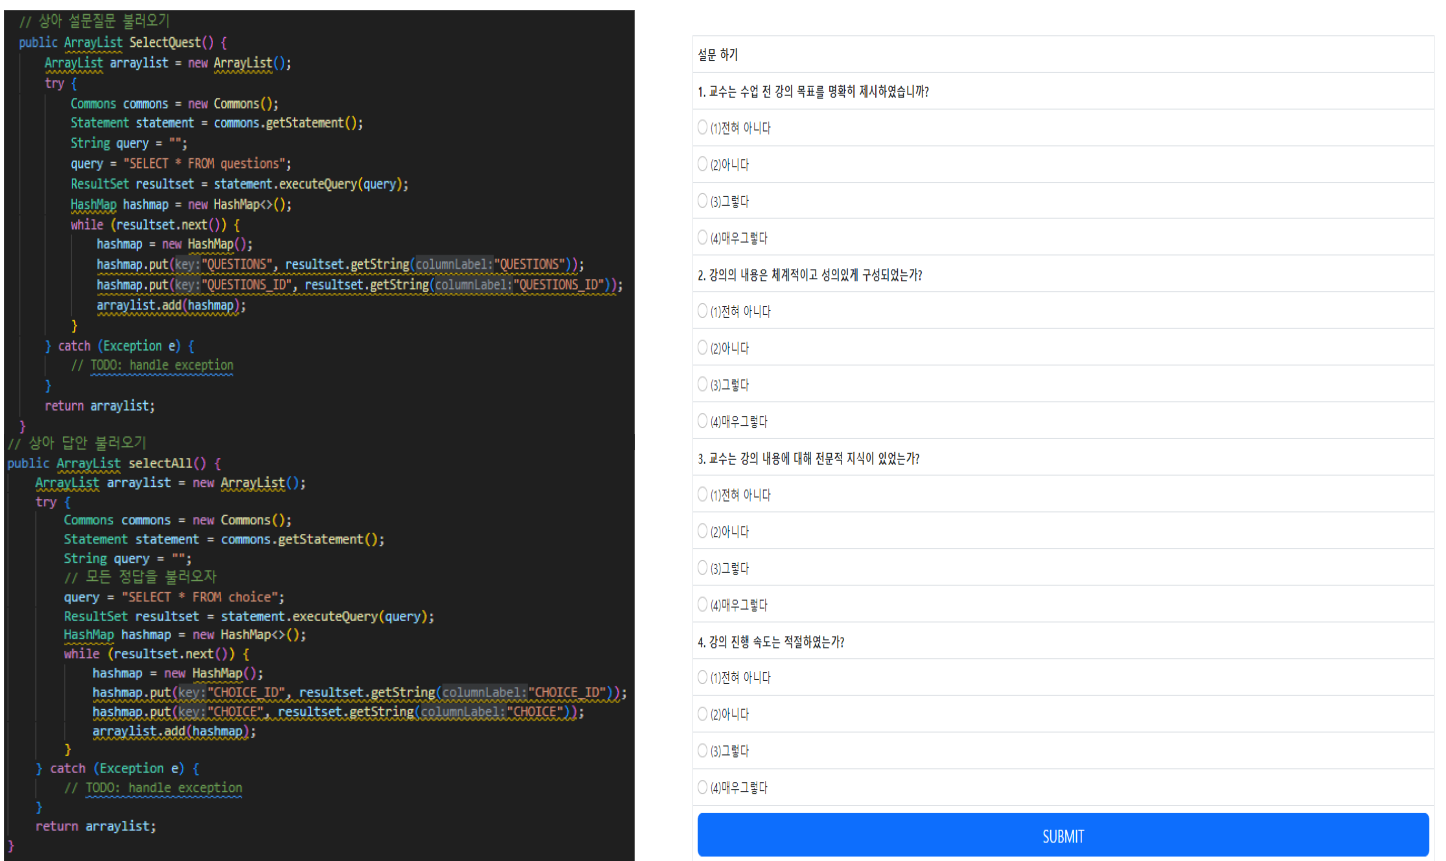 // 상아 설문질문 불러오기
public ArrayList SelectQuest() {
ArrayList arraylist = new ArrayList();
try {
Commons commons = new Commons();
Statement statement = commons.getStatement();
String query = "";
query = "SELECT * FROM questions";
ResultSet resultset = statement.executeQuery(query);
HashMap hashmap = new HashMap<>();
while (resultset.next()) {
hashmap = new HashMap();
hashmap.put(key:"QUESTIONS", resultset.getString(columnLabel:"QUESTIONS"));
hashmap.put(key:"QUESTIONS_ID", resultset.getString(columnLabel:"QUESTIONS_ID"));
arraylist.add(hashmap);
}
} catch (Exception e) {
// TODO: handle exception
}
return arraylist;
}
// 상아 답안 불러오기
public ArrayList selectAll() {
ArrayList arraylist = new ArrayList();
try {
Commons commons = new Commons();
Statement statement = commons.getStatement();
String query = "";
// 모든 정답을 불러오자
query = "SELECT * FROM choice";
ResultSet resultset = statement.executeQuery(query);
HashMap hashmap = new HashMap<>();
while (resultset.next()) {
hashmap = new HashMap();
hashmap.put(key:"CHOICE_ID", resultset.getString(columnLabel:"CHOICE_ID"));
hashmap.put(key:"CHOICE", resultset.getString(columnLabel:"CHOICE"));
arraylist.add(hashmap);
}
} catch (Exception e) {
// TODO: handle exception
}
return arraylist;
}
설문 하기
1. 교수는 수업 전 강의 목표를 명확히 제시하였습니까?
(1)전혀 아니다
(2)아니다
(3)그렇다
(4)매우그렇다
2. 강의의 내용은 체계적이고 성의있게 구성되었는가?
(1)전혀 아니다
(2)아니다
(3)그렇다
(4)매우그렇다
3. 교수는 강의 내용에 대해 전문적 지식이 있었는가?
(1)전혀 아니다
(2)아니다
(3)그렇다
(4)매우그렇다
4. 강의 진행 속도는 적절하였는가?
(1)전혀 아니다
(2)아니다
(3)그렇다
(4)매우그렇다
SUBMIT